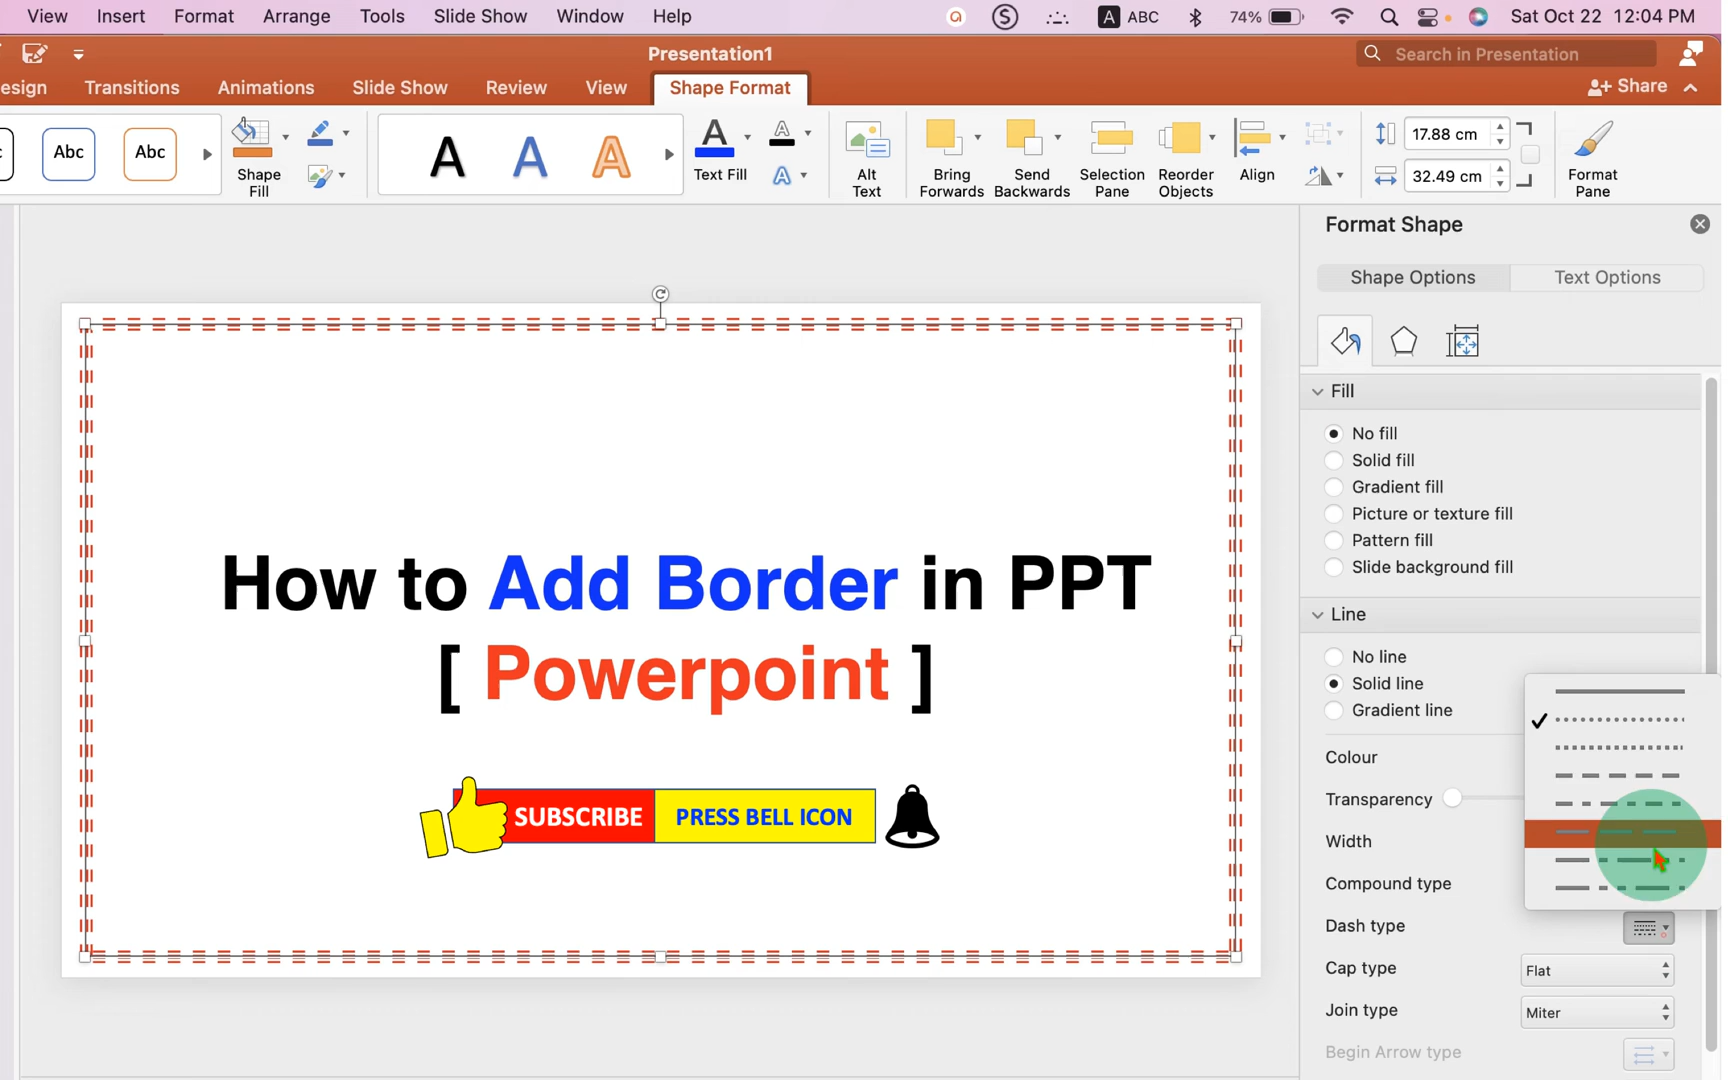 View Insert Format Arrange Tools Slide Show Window Help
A ABC 74% Sat Oct 22 12:04 PM
Presentation1
Search in Presentation
esign Transitions Animations Slide Show Review View Shape Format
Share
Abc Abc
Shape
Fill
A A A
A
Text Fill
A
A
Alt
Text
Bring
Forwards
Send
Backwards
Selection
Pane
Reorder
Objects
Align
17.88 cm
32.49 cm
Format
Pane
Format Shape
Shape Options Text Options
Fill
No fill
Solid fill
Gradient fill
Picture or texture fill
Pattern fill
Slide background fill
Line
No line
Solid line
Gradient line
Colour
Transparency
Width
Compound type
Dash type
Cap type Flat
Join type Miter
Begin Arrow type
How to Add Border in PPT
[ Powerpoint ]
SUBSCRIBE PRESS BELL ICON